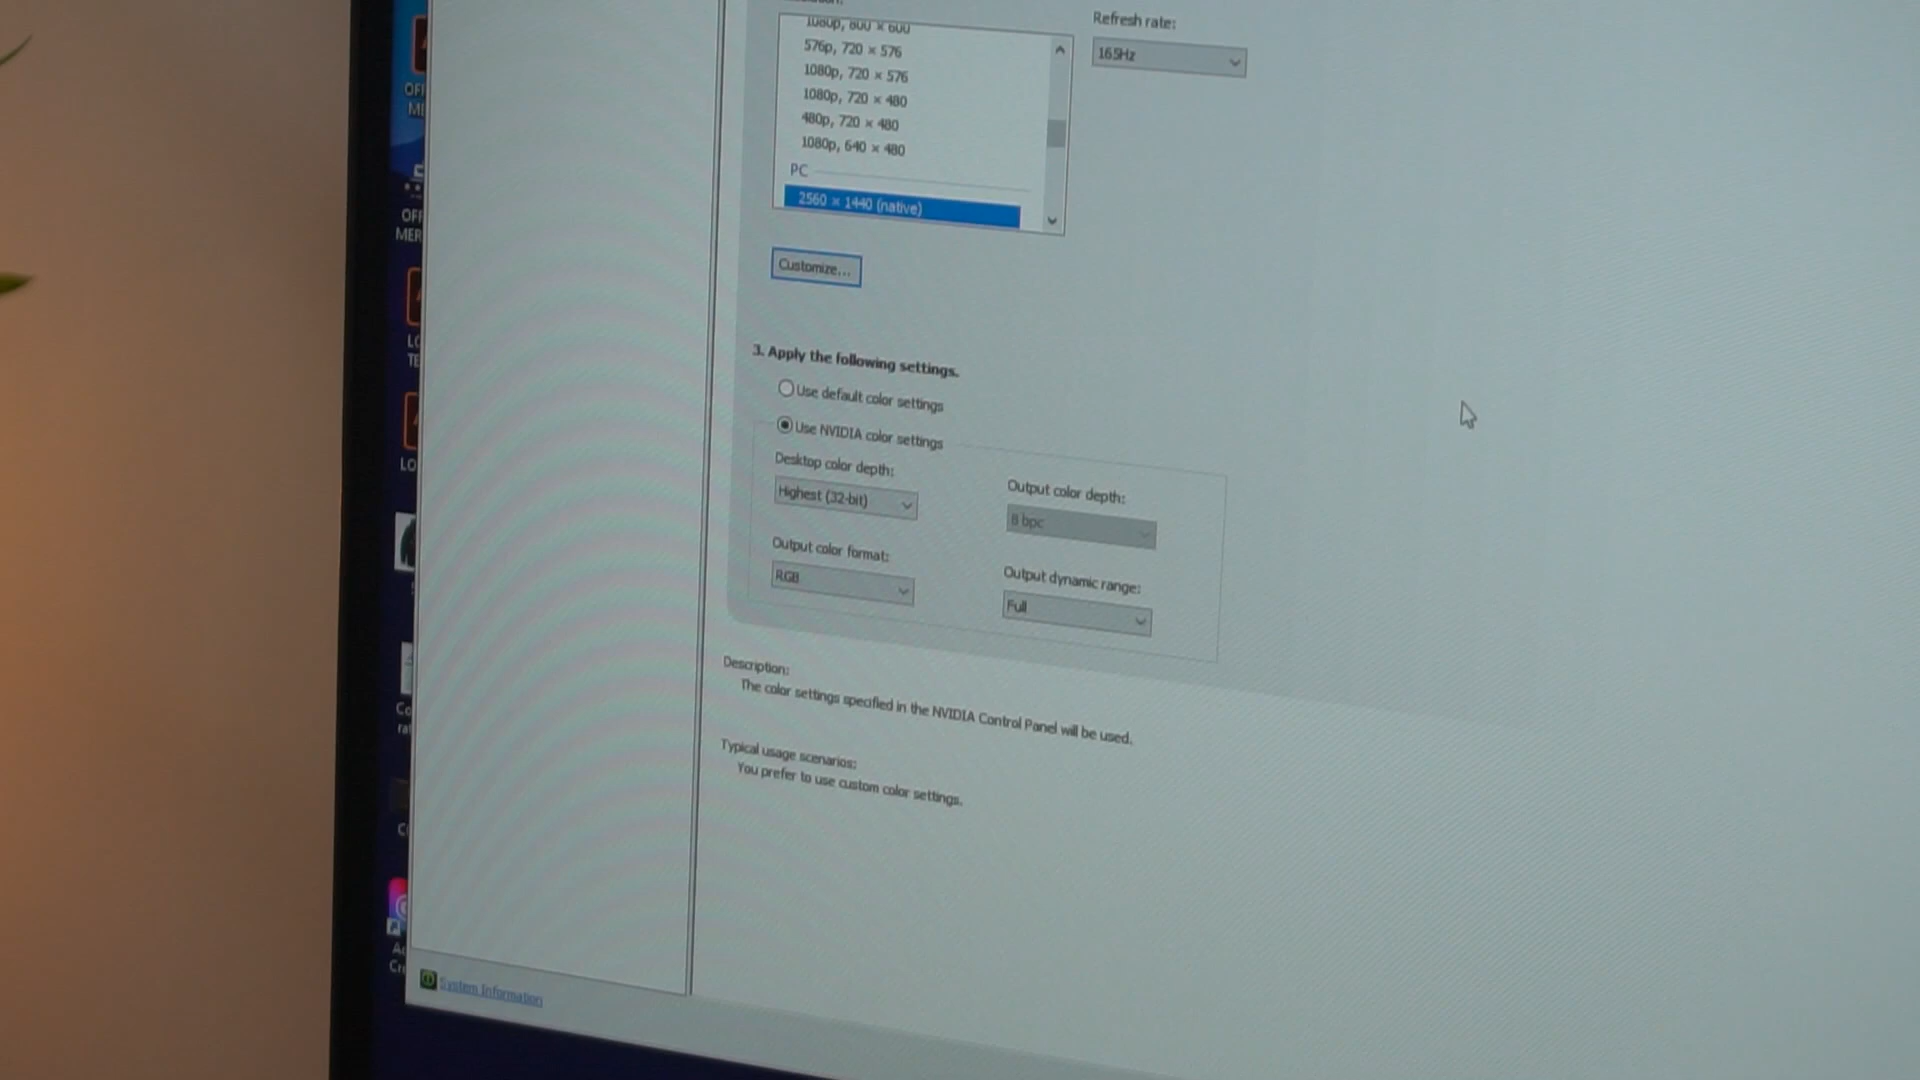 Refresh rate:
165Hz
1080p, 800 × 600
576p, 720 × 576
1080p, 720 × 576
1080p, 720 × 480
480p, 720 × 480
1080p, 640 × 480
PC
2560 × 1440 (native)
Customize...
3. Apply the following settings.
Use default color settings
Use NVIDIA color settings
Desktop color depth:
Highest (32-bit)
Output color depth:
8 bpc
Output color format:
RGB
Output dynamic range:
Full
Description:
The color settings specified in the NVIDIA Control Panel will be used.
Typical usage scenarios:
You prefer to use custom color settings.
System Information